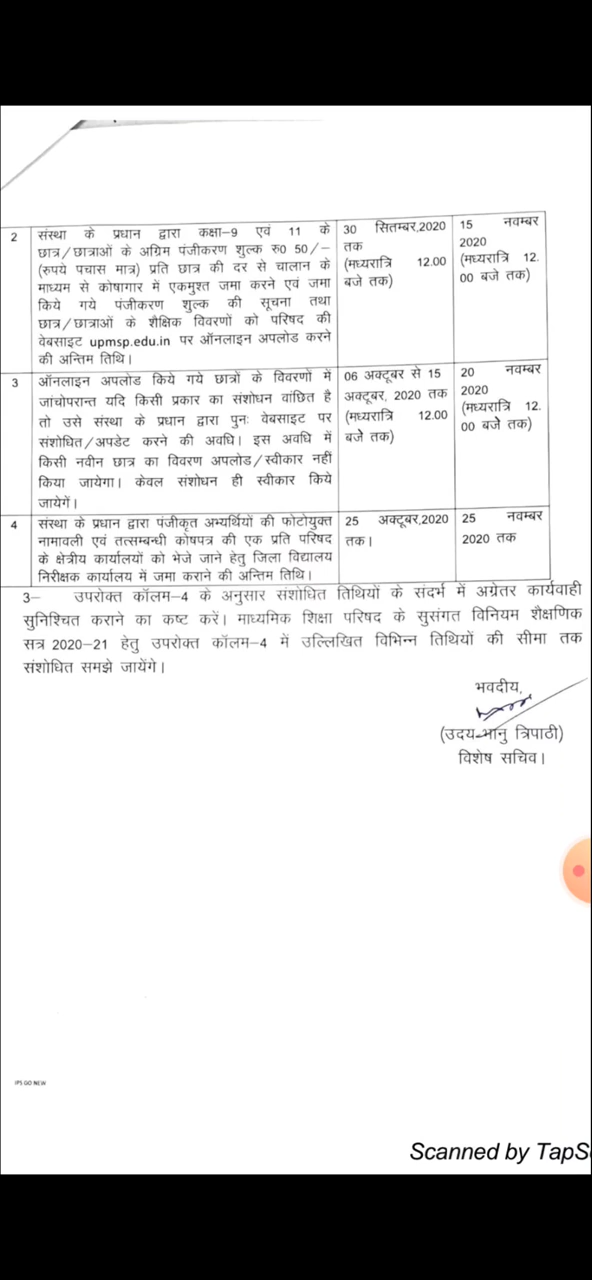 2 संस्था के प्रधान द्वारा कक्षा-9 एवं 11 के 30 सितम्बर,2020 15 नवम्बर
छात्र/छात्राओं के अग्रिम पंजीकरण शुल्क रु0 50/- तक 2020
(रुपये पचास मात्र) प्रति छात्र की दर से चालान के (मध्यरात्रि 12.00 (मध्यरात्रि 12.
माध्यम से कोषागार में एकमुश्त जमा करने एवं जमा बजे तक) 00 बजे तक)
किये गये पंजीकरण शुल्क की सूचना तथा
छात्र/छात्राओं के शैक्षिक विवरणों को परिषद की
वेबसाइट upmsp.edu.in पर ऑनलाइन अपलोड करने
की अन्तिम तिथि।
3 ऑनलाइन अपलोड किये गये छात्रों के विवरणों में 06 अक्टूबर से 15 20 नवम्बर
जांचोपरान्त यदि किसी प्रकार का संशोधन वांछित है अक्टूबर, 2020 तक 2020
तो उसे संस्था के प्रधान द्वारा पुनः वेबसाइट पर (मध्यरात्रि 12.00 (मध्यरात्रि 12.
संशोधित/अपडेट करने की अवधि। इस अवधि में बजे तक) 00 बजे तक)
किसी नवीन छात्र का विवरण अपलोड/स्वीकार नहीं
किया जायेगा। केवल संशोधन ही स्वीकार किये
जायेगें।
4 संस्था के प्रधान द्वारा पंजीकृत अभ्यर्थियों की फोटोयुक्त 25 अक्टूबर,2020 25 नवम्बर
नामावली एवं तत्सम्बन्धी कोषपत्र की एक प्रति परिषद तक। 2020 तक
के क्षेत्रीय कार्यालयों को भेजे जाने हेतु जिला विद्यालय
निरीक्षक कार्यालय में जमा कराने की अन्तिम तिथि।
3- उपरोक्त कॉलम-4 के अनुसार संशोधित तिथियों के संदर्भ में अग्रेतर कार्यवाही
सुनिश्चित कराने का कष्ट करें। माध्यमिक शिक्षा परिषद के सुसंगत विनियम शैक्षणिक
सत्र 2020-21 हेतु उपरोक्त कॉलम-4 में उल्लिखित विभिन्न तिथियों की सीमा तक
संशोधित समझे जायेंगे।
भवदीय,
(उदय भानु त्रिपाठी)
विशेष सचिव।
IPS GO NEW
Scanned by TapS